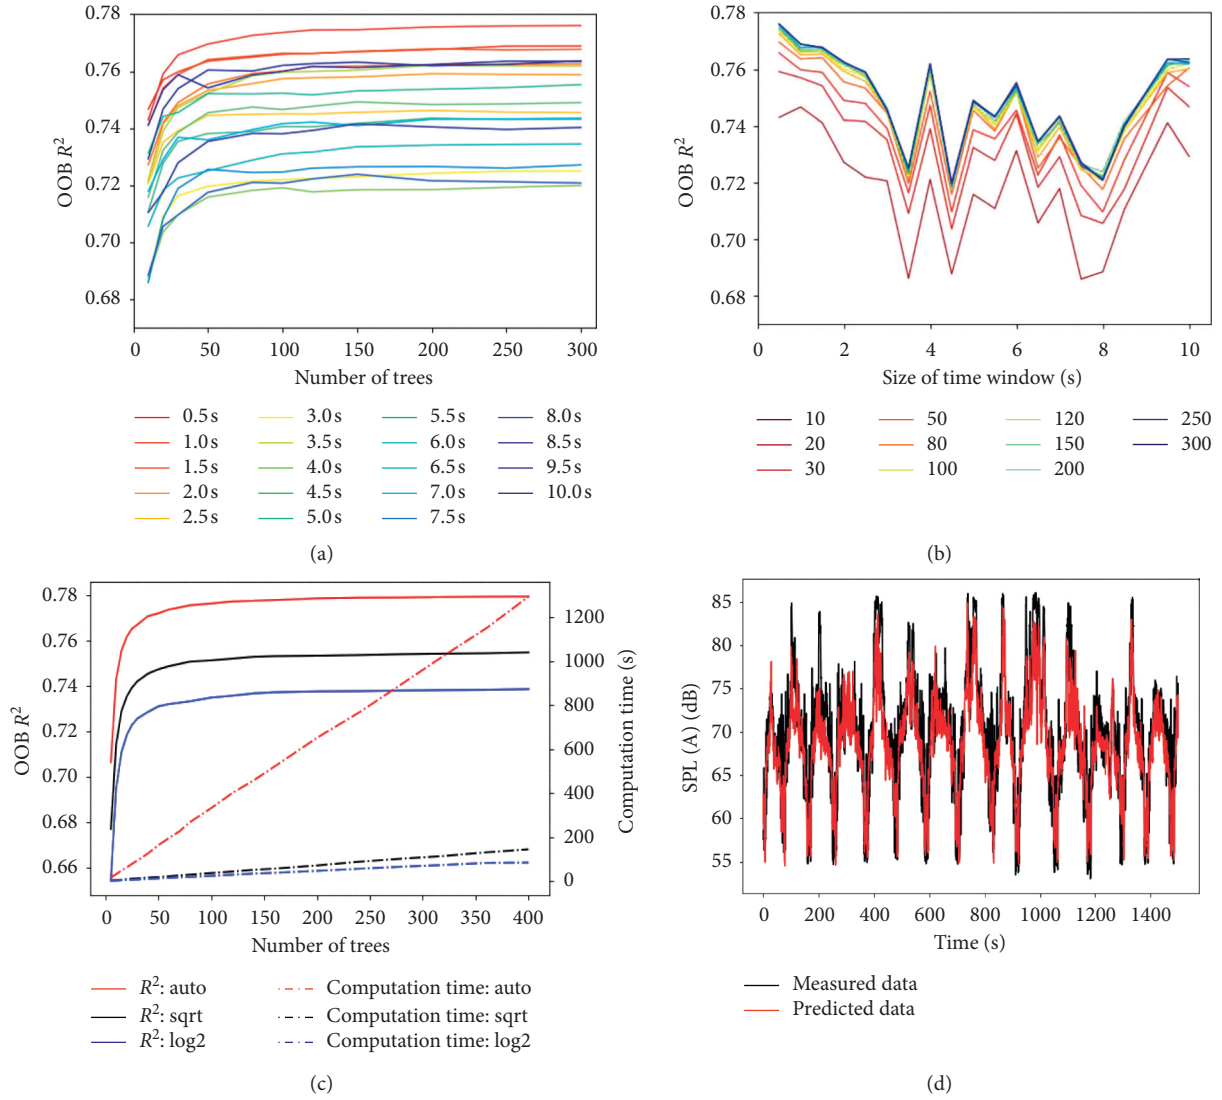 0.78
0.76
0.74
0.72
0.70
0.68
OOB R²
0 50 100 150 200 250 300
Number of trees
0.5 s 3.0 s 5.5 s 8.0 s
1.0 s 3.5 s 6.0 s 8.5 s
1.5 s 4.0 s 6.5 s 9.5 s
2.0 s 4.5 s 7.0 s 10.0 s
2.5 s 5.0 s 7.5 s
(a)
0.78
0.76
0.74
0.72
0.70
0.68
OOB R²
0 2 4 6 8 10
Size of time window (s)
10 50 120 250
20 80 150 300
30 100 200
(b)
0.78
0.76
0.74
0.72
0.70
0.68
0.66
OOB R²
1200
1000
800
600
400
200
0
Computation time (s)
0 50 100 150 200 250 300 350 400
Number of trees
R²: auto Computation time: auto
R²: sqrt Computation time: sqrt
R²: log2 Computation time: log2
(c)
85
80
75
70
65
60
55
SPL (A) (dB)
0 200 400 600 800 1000 1200 1400
Time (s)
Measured data
Predicted data
(d)